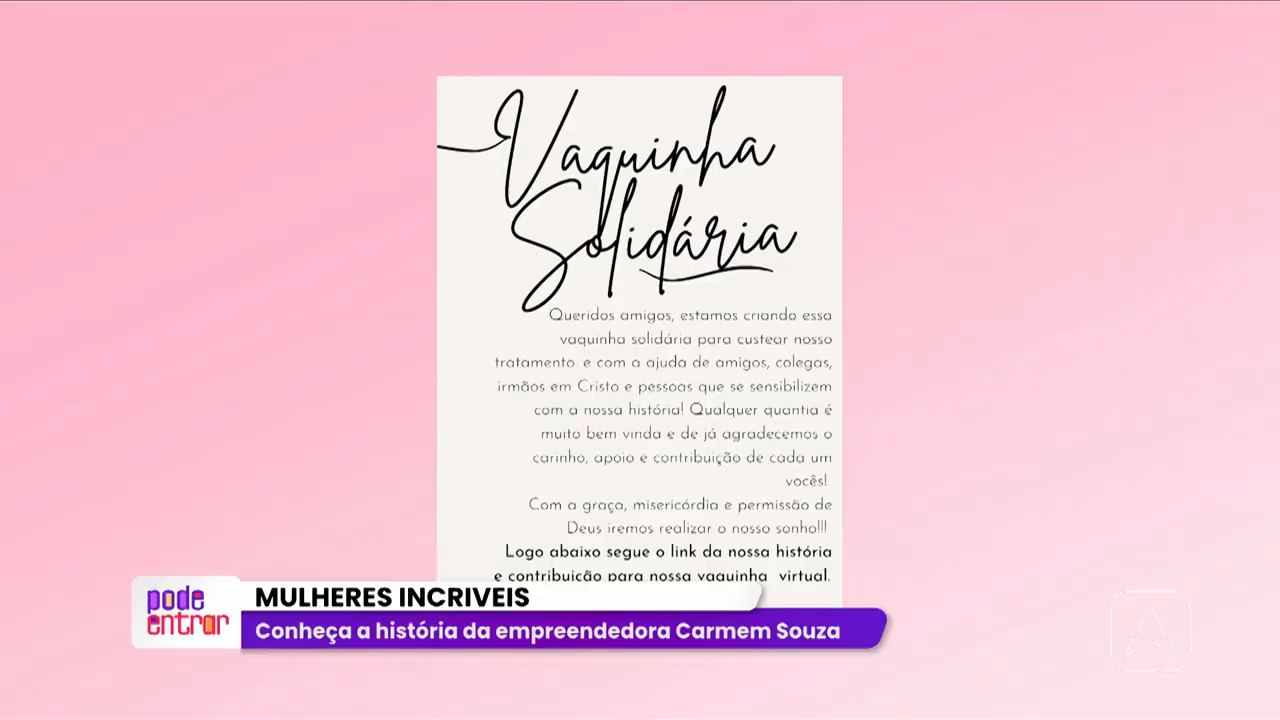 Vaquinha
Solidária
Queridos amigos, estamos criando essa
vaquinha solidária para custear nosso
tratamento e com a ajuda de amigos, colegas,
irmãos em Cristo e pessoas que se sensibilizem
com a nossa história! Qualquer quantia é
muito bem vinda e de já agradecemos o
carinho, apoio e contribuição de cada um
vocês!
Com a graça, misericórdia e permissão de
Deus iremos realizar o nosso sonho!!!
Logo abaixo segue o link da nossa história
e contribuição para nossa vaquinha virtual.
pode
entrar
MULHERES INCRIVEIS
Conheça a história da empreendedora Carmem Souza